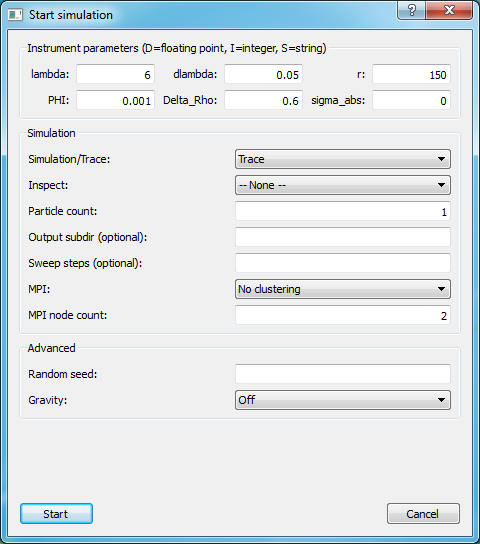 Start simulation
Instrument parameters (D=floating point, I=integer, S=string)
lambda: 6 dlambda: 0.05 r: 150
PHI: 0.001 Delta_Rho: 0.6 sigma_abs: 0
Simulation
Simulation/Trace: Trace
Inspect: -- None --
Particle count: 1
Output subdir (optional):
Sweep steps (optional):
MPI: No clustering
MPI node count: 2
Advanced
Random seed:
Gravity: Off
Start Cancel